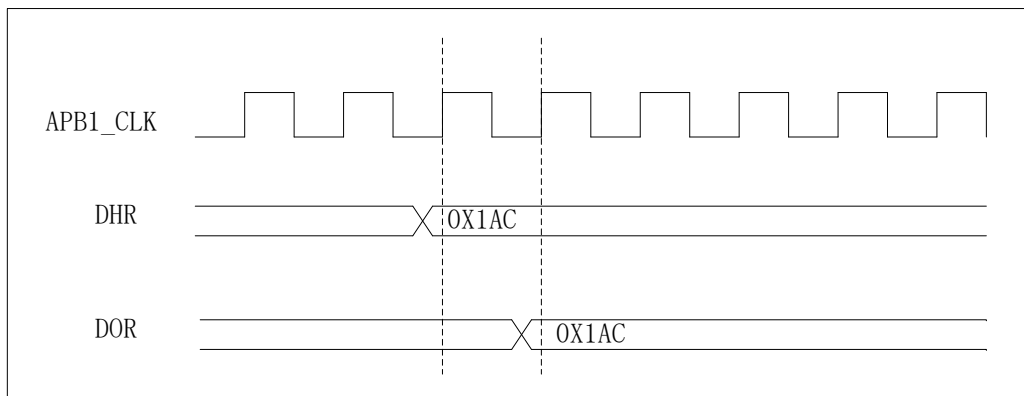 APB1_CLK
DHR
0X1AC
DOR
0X1AC